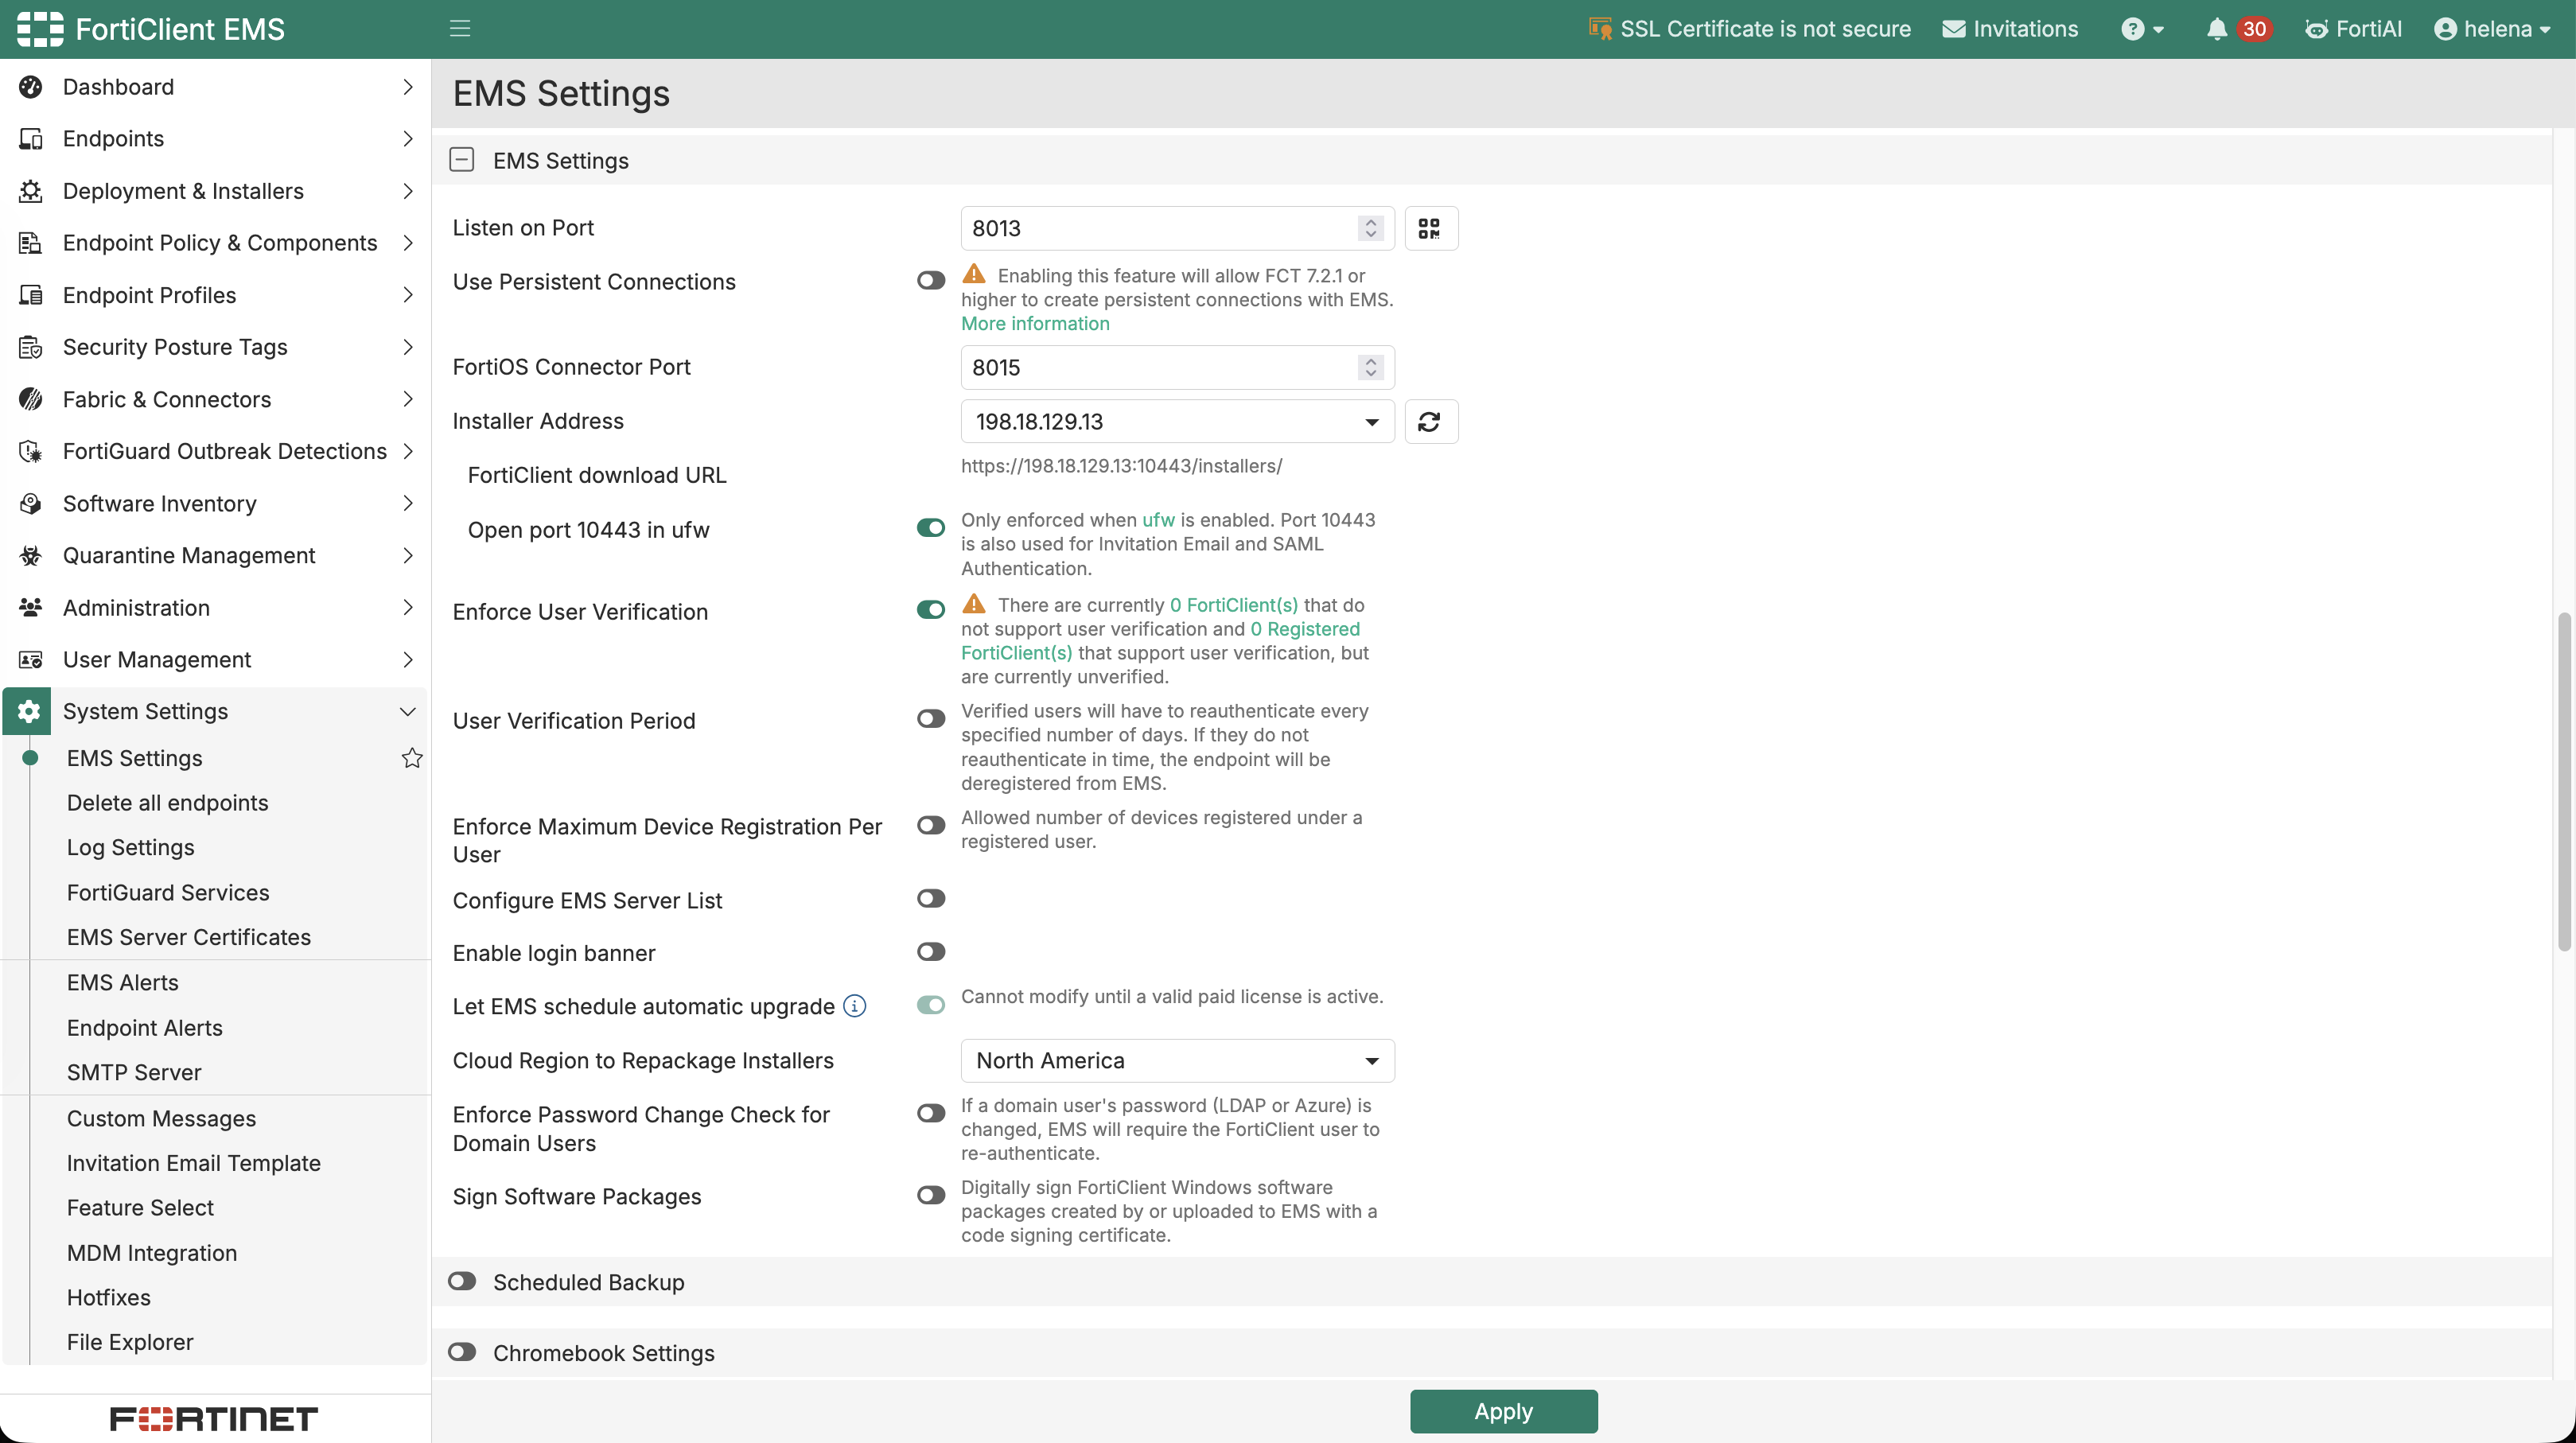 FortiClient EMS
SSL Certificate is not secure
Invitations
?
30
FortiAI
helena
Dashboard
Endpoints
Deployment & Installers
Endpoint Policy & Components
Endpoint Profiles
Security Posture Tags
Fabric & Connectors
FortiGuard Outbreak Detections
Software Inventory
Quarantine Management
Administration
User Management
System Settings
EMS Settings
Delete all endpoints
Log Settings
FortiGuard Services
EMS Server Certificates
EMS Alerts
Endpoint Alerts
SMTP Server
Custom Messages
Invitation Email Template
Feature Select
MDM Integration
Hotfixes
File Explorer
FORTINET
EMS Settings
EMS Settings
Listen on Port
8013
Use Persistent Connections
Enabling this feature will allow FCT 7.2.1 or
higher to create persistent connections with EMS.
More information
FortiOS Connector Port
8015
Installer Address
198.18.129.13
FortiClient download URL
https://198.18.129.13:10443/installers/
Open port 10443 in ufw
Only enforced when ufw is enabled. Port 10443
is also used for Invitation Email and SAML
Authentication.
Enforce User Verification
There are currently 0 FortiClient(s) that do
not support user verification and 0 Registered
FortiClient(s) that support user verification, but
are currently unverified.
User Verification Period
Verified users will have to reauthenticate every
specified number of days. If they do not
reauthenticate in time, the endpoint will be
deregistered from EMS.
Enforce Maximum Device Registration Per
User
Allowed number of devices registered under a
registered user.
Configure EMS Server List
Enable login banner
Let EMS schedule automatic upgrade
Cannot modify until a valid paid license is active.
Cloud Region to Repackage Installers
North America
Enforce Password Change Check for
Domain Users
If a domain user's password (LDAP or Azure) is
changed, EMS will require the FortiClient user to
re-authenticate.
Sign Software Packages
Digitally sign FortiClient Windows software
packages created by or uploaded to EMS with a
code signing certificate.
Scheduled Backup
Chromebook Settings
Apply